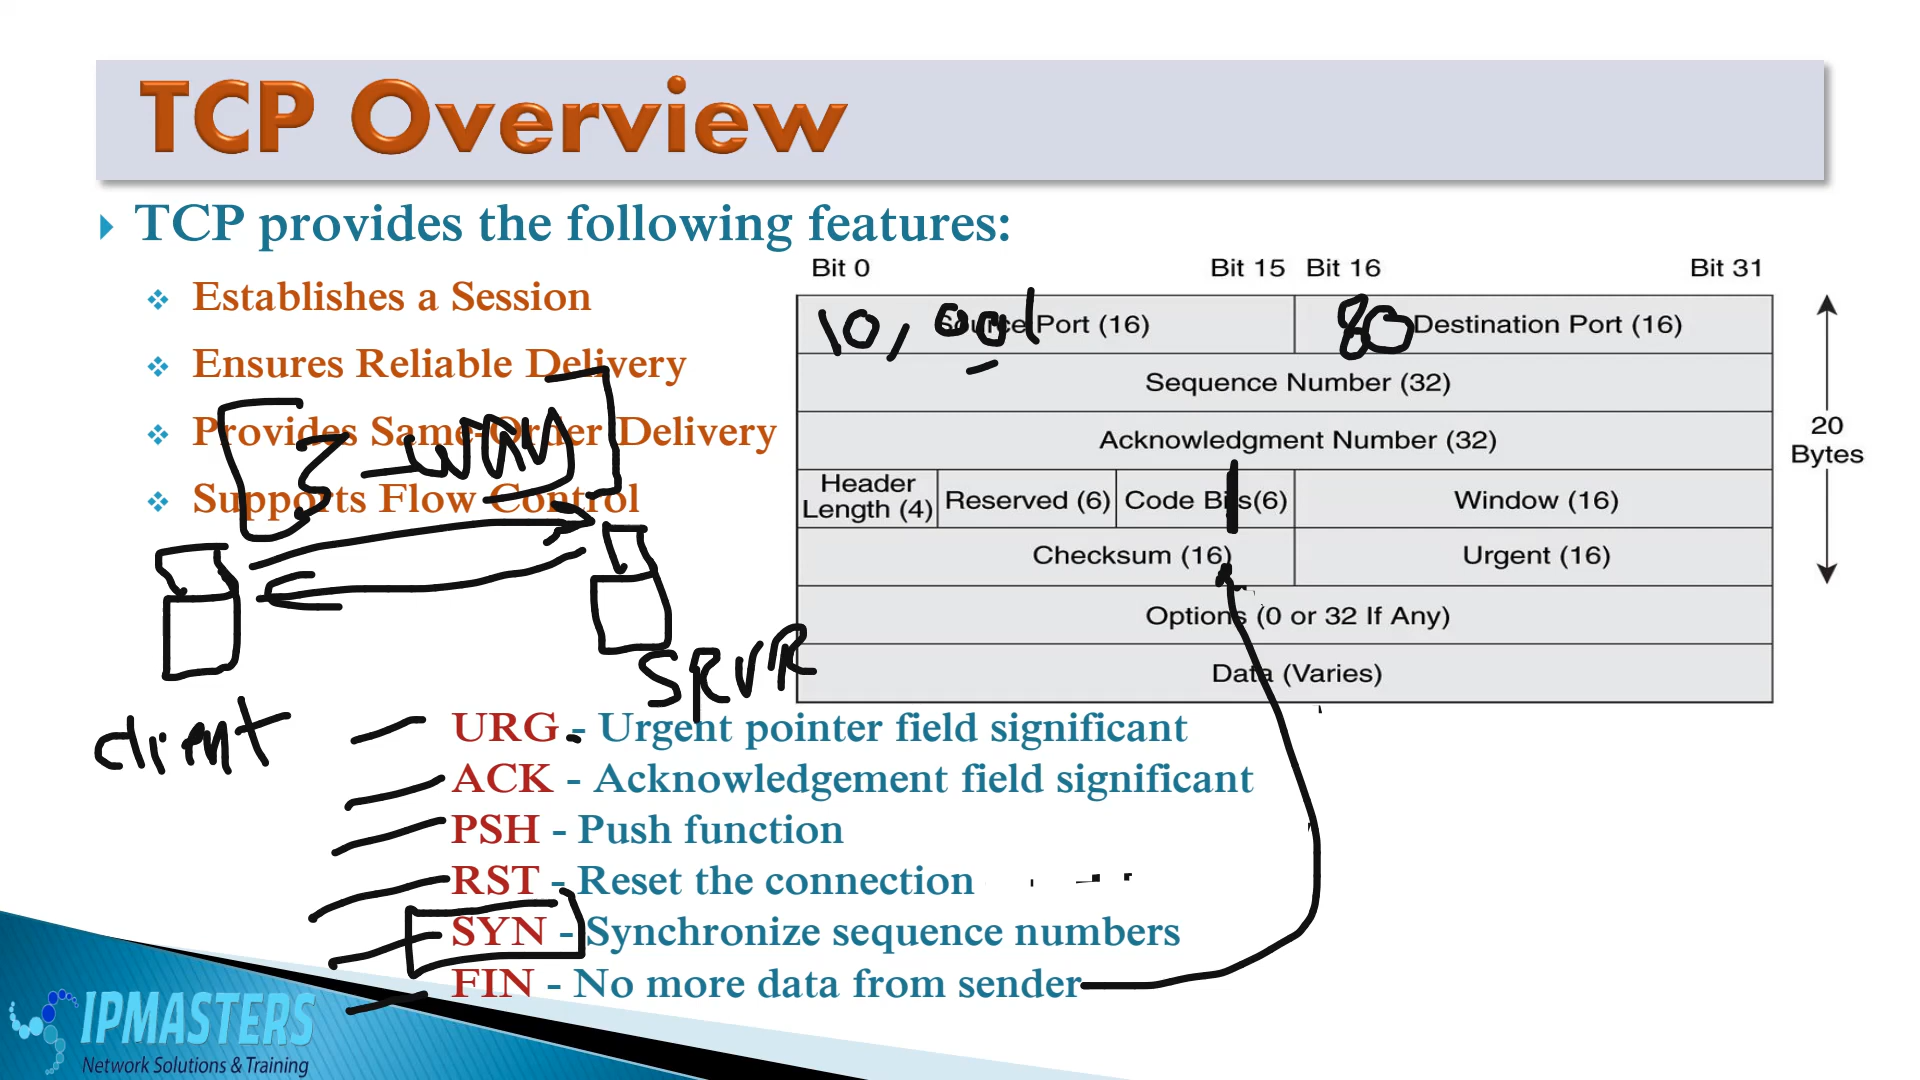 TCP Overview
TCP provides the following features:
Establishes a Session
Ensures Reliable Delivery
Provides Same-Order Delivery
Supports Flow Control
3-WAY
client
SRVR
Bit 0 Bit 15 Bit 16 Bit 31
10,001 Source Port (16) 80 Destination Port (16)
Sequence Number (32)
Acknowledgment Number (32)
Header Length (4) Reserved (6) Code Bits(6) Window (16)
Checksum (16) Urgent (16)
Options (0 or 32 If Any)
Data (Varies)
20 Bytes
URG - Urgent pointer field significant
ACK - Acknowledgement field significant
PSH - Push function
RST - Reset the connection
SYN - Synchronize sequence numbers
FIN - No more data from sender
IPMASTERS
Network Solutions & Training